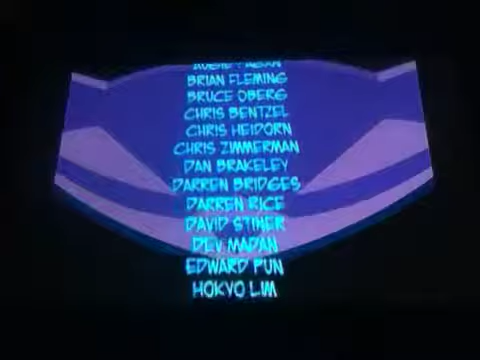 BRIAN FLEMING
BRUCE OBERG
CHRIS BENTZEL
CHRIS HEIDORN
CHRIS ZIMMERMAN
DAN BRAKELEY
DARREN BRIDGES
DARREN RICE
DAVID STINER
DEV MADAN
EDWARD PUN
HOKYO LIM